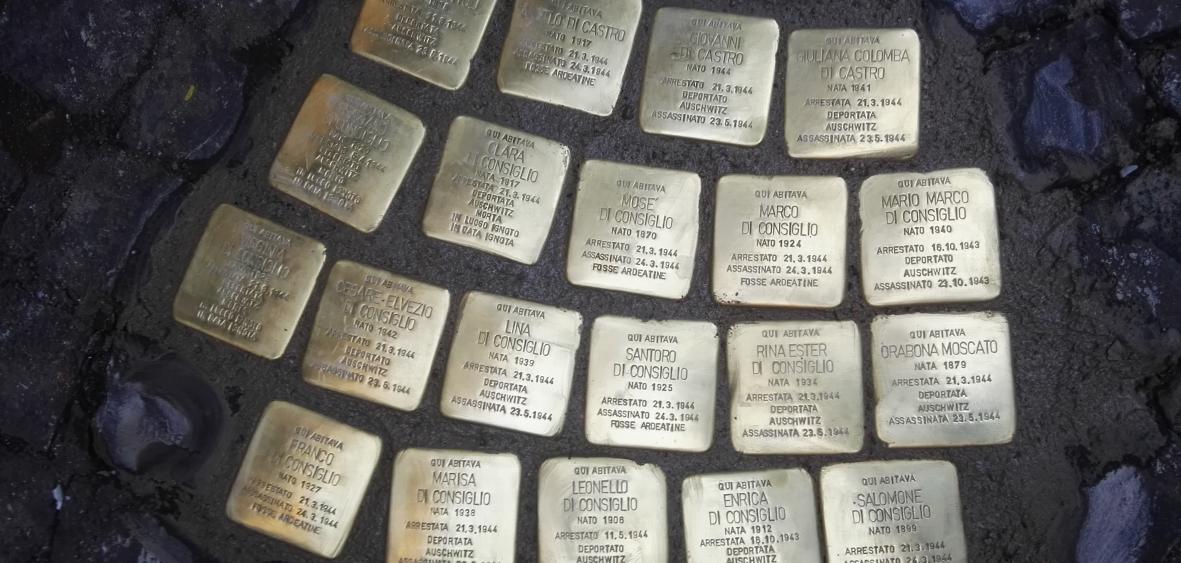 ARRESTATA 21.3.1944
AUSCHWITZ
ASSASSINATA 23.5.1944
DI CASTRO
NATO 1917
ARRESTATO 21.3.1944
ASSASSINATO 24.3.1944
FOSSE ARDEATINE
QUI ABITAVA
GIOVANNI
DI CASTRO
NATO 1944
ARRESTATO 21.3.1944
DEPORTATO
AUSCHWITZ
ASSASSINATO 23.5.1944
QUI ABITAVA
GIULIANA COLOMBA
DI CASTRO
NATA 1941
ARRESTATA 21.3.1944
DEPORTATA
AUSCHWITZ
ASSASSINATA 23.5.1944
QUI ABITAVA
CLARA
DI CONSIGLIO
NATA 1917
ARRESTATA 21.3.1944
DEPORTATA
AUSCHWITZ
MORTA
IN LUOGO IGNOTO
IN DATA IGNOTA
QUI ABITAVA
MOSE'
DI CONSIGLIO
NATO 1870
ARRESTATO 21.3.1944
ASSASSINATO 24.3.1944
FOSSE ARDEATINE
QUI ABITAVA
MARCO
DI CONSIGLIO
NATO 1924
ARRESTATO 21.3.1944
ASSASSINATO 24.3.1944
FOSSE ARDEATINE
QUI ABITAVA
MARIO MARCO
DI CONSIGLIO
NATO 1940
ARRESTATO 16.10.1943
DEPORTATO
AUSCHWITZ
ASSASSINATO 23.10.1943
QUI ABITAVA
CESARE-ELVEZIO
DI CONSIGLIO
NATO 1942
ARRESTATO 21.3.1944
DEPORTATO
AUSCHWITZ
ASSASSINATO 23.5.1944
QUI ABITAVA
LINA
DI CONSIGLIO
NATA 1939
ARRESTATA 21.3.1944
DEPORTATA
AUSCHWITZ
ASSASSINATA 23.5.1944
QUI ABITAVA
SANTORO
DI CONSIGLIO
NATO 1925
ARRESTATO 21.3.1944
ASSASSINATO 24.3.1944
FOSSE ARDEATINE
QUI ABITAVA
RINA ESTER
DI CONSIGLIO
NATA 1934
ARRESTATA 21.3.1944
DEPORTATA
AUSCHWITZ
ASSASSINATA 23.5.1944
QUI ABITAVA
ORABONA MOSCATO
NATA 1879
ARRESTATA 21.3.1944
DEPORTATA
AUSCHWITZ
ASSASSINATA 23.5.1944
QUI ABITAVA
FRANCO
DI CONSIGLIO
NATO 1927
ARRESTATO 21.3.1944
ASSASSINATO 24.3.1944
FOSSE ARDEATINE
QUI ABITAVA
MARISA
DI CONSIGLIO
NATA 1938
ARRESTATA 21.3.1944
DEPORTATA
AUSCHWITZ
QUI ABITAVA
LEONELLO
DI CONSIGLIO
NATO 1908
ARRESTATO 11.5.1944
DEPORTATO
AUSCHWITZ
QUI ABITAVA
ENRICA
DI CONSIGLIO
NATA 1912
ARRESTATA 16.10.1943
DEPORTATA
AUSCHWITZ
QUI ABITAVA
SALOMONE
DI CONSIGLIO
NATO 1899
ARRESTATO 21.3.1944
ASSASSINATO 24.3.1944